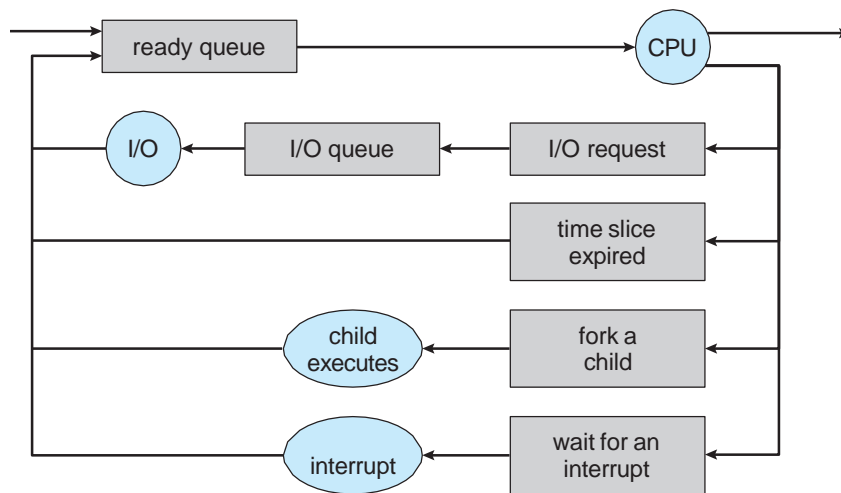 ready queue
CPU
I/O
I/O queue
I/O request
time slice
expired
child
executes
fork a
child
interrupt
wait for an
interrupt